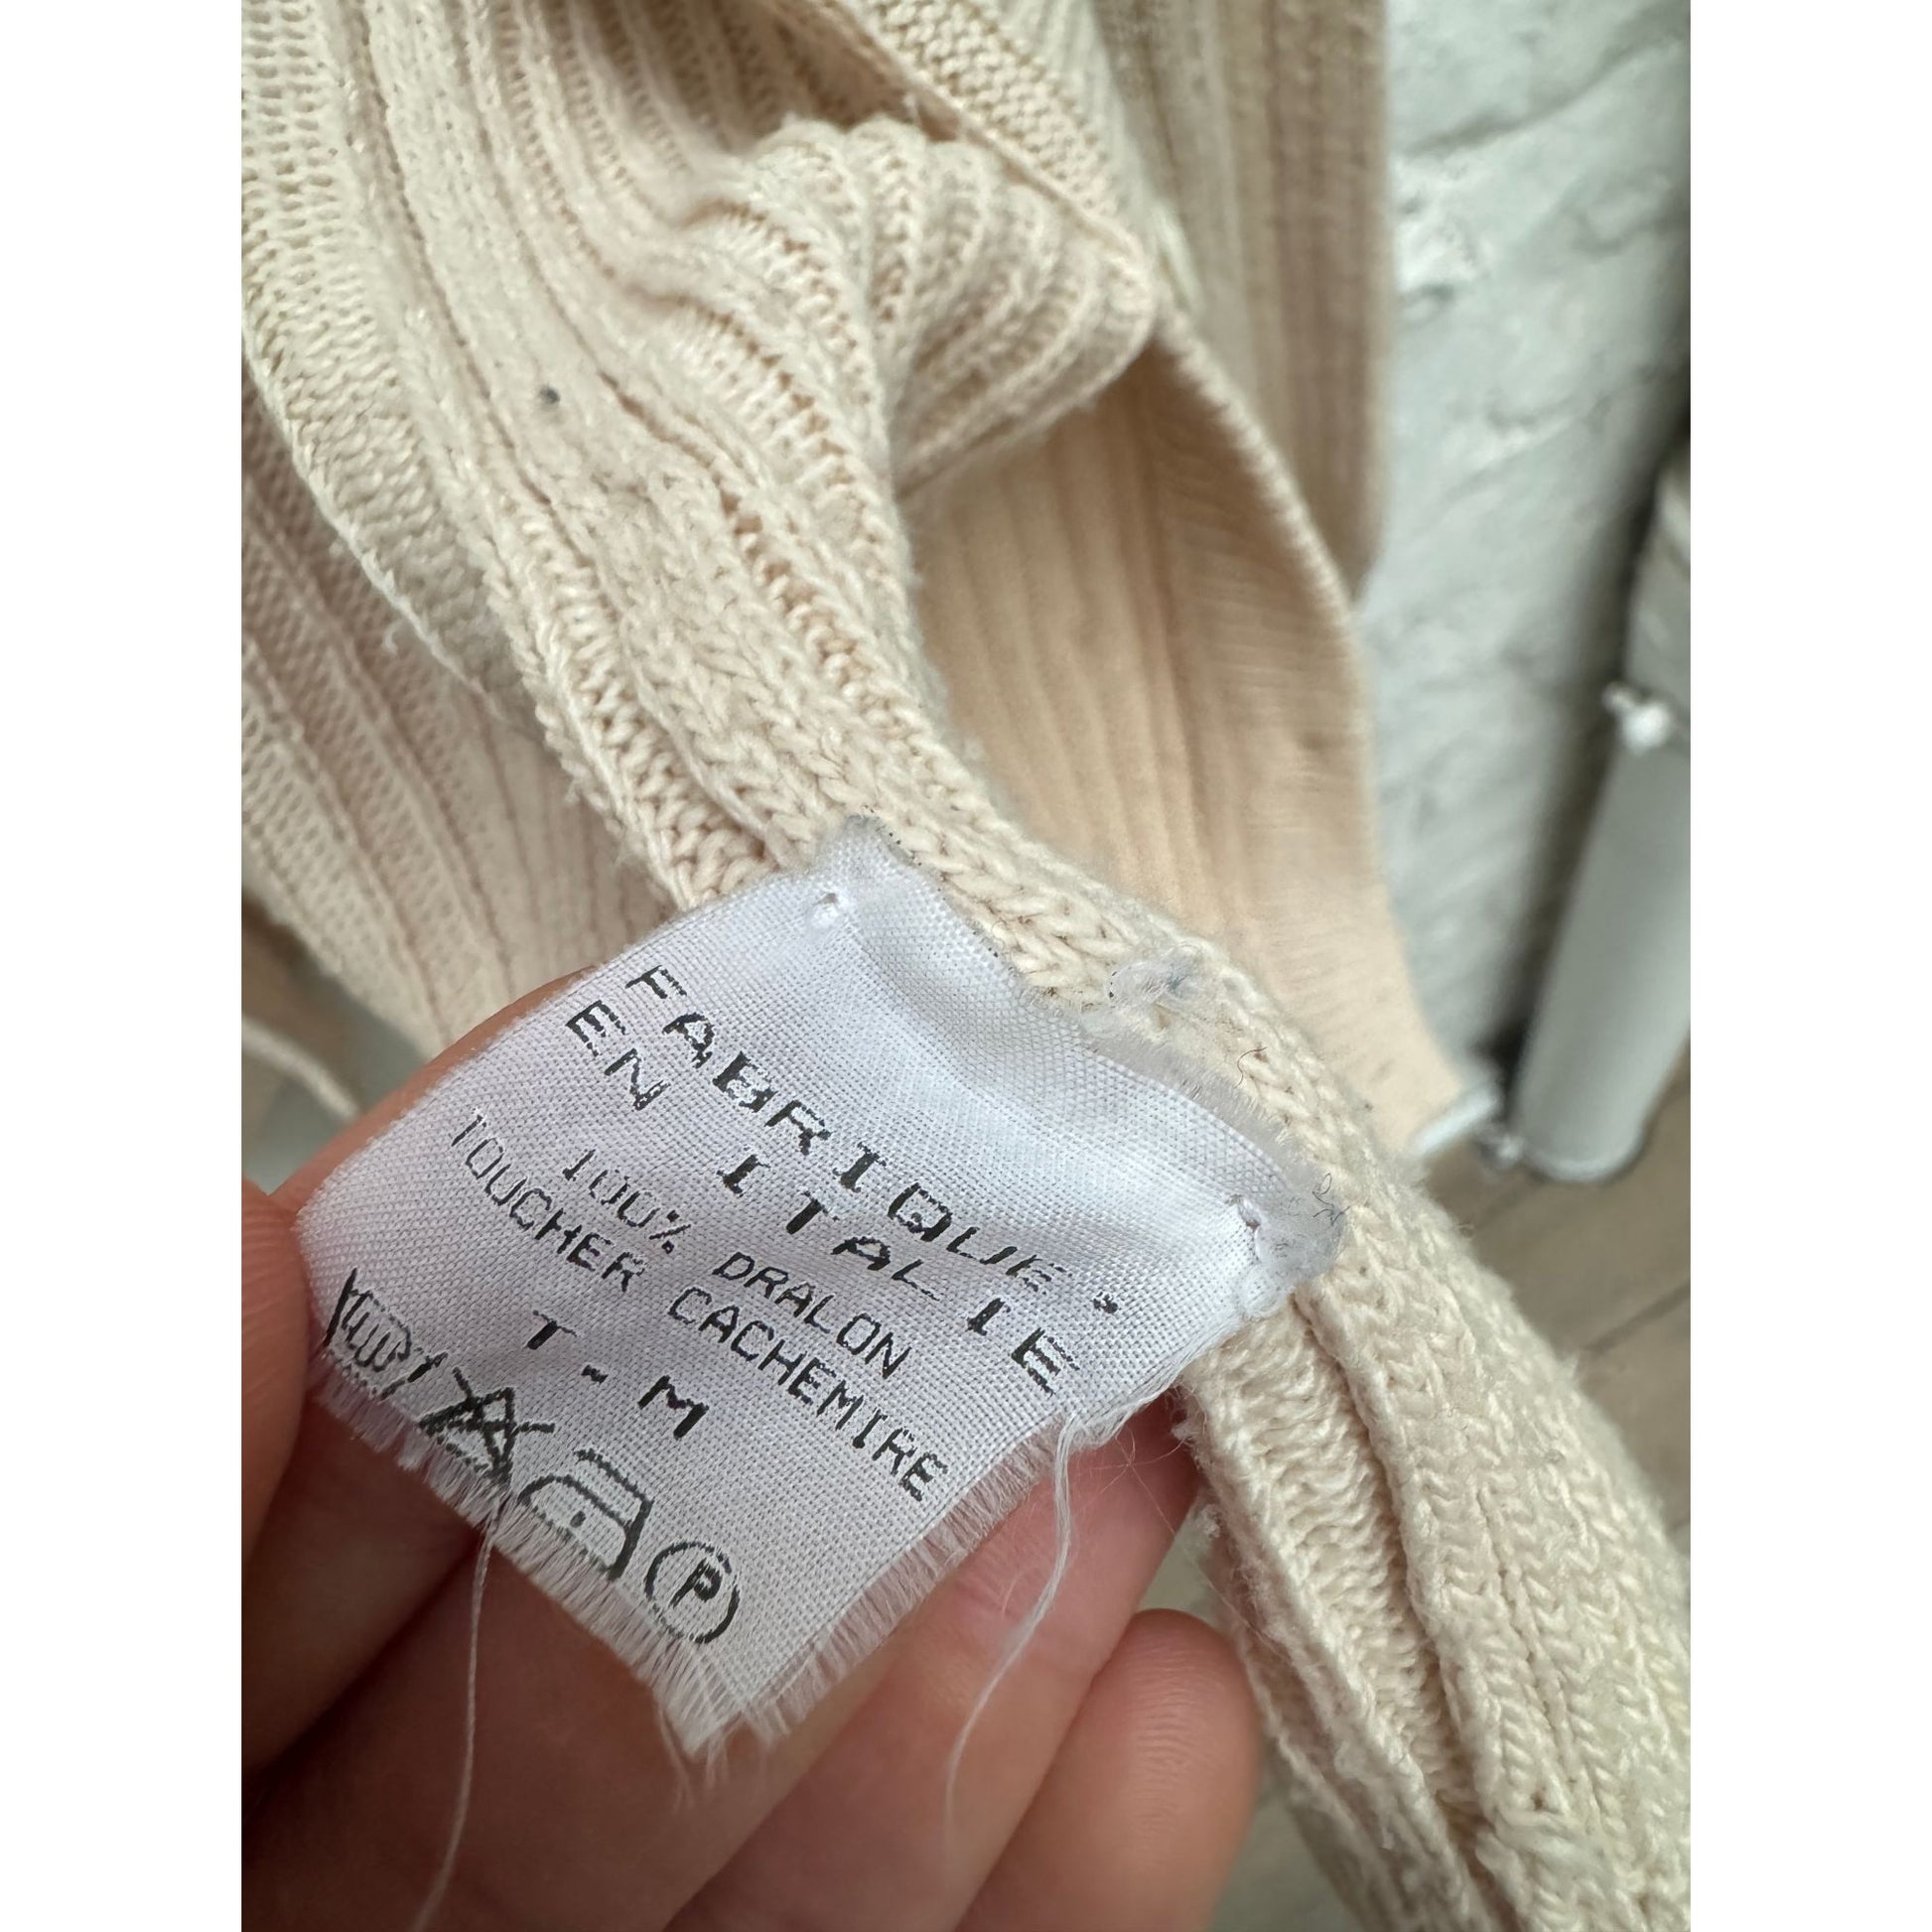 FABRIQUE
EN ITALIE
100% DRALON
TOUCHER CACHEMIRE
T-M
P